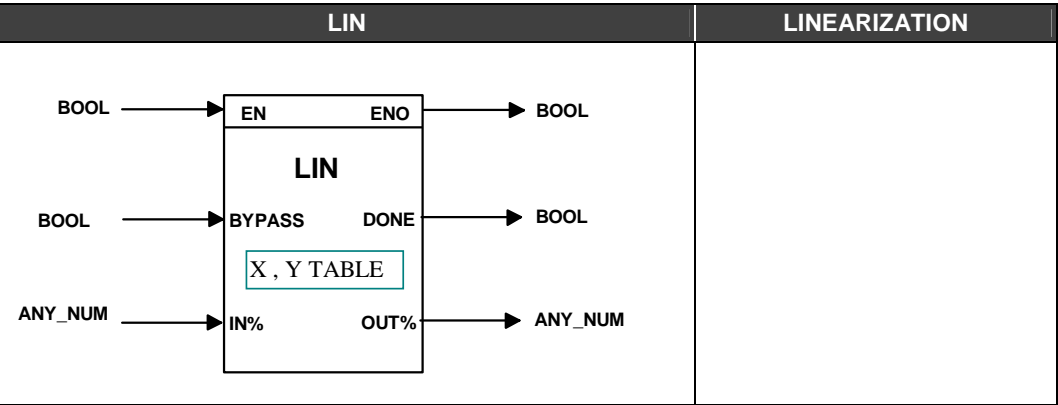 LIN LINEARIZATION
BOOL EN ENO BOOL
LIN
BOOL BYPASS DONE BOOL
X , Y TABLE
ANY_NUM IN% OUT% ANY_NUM